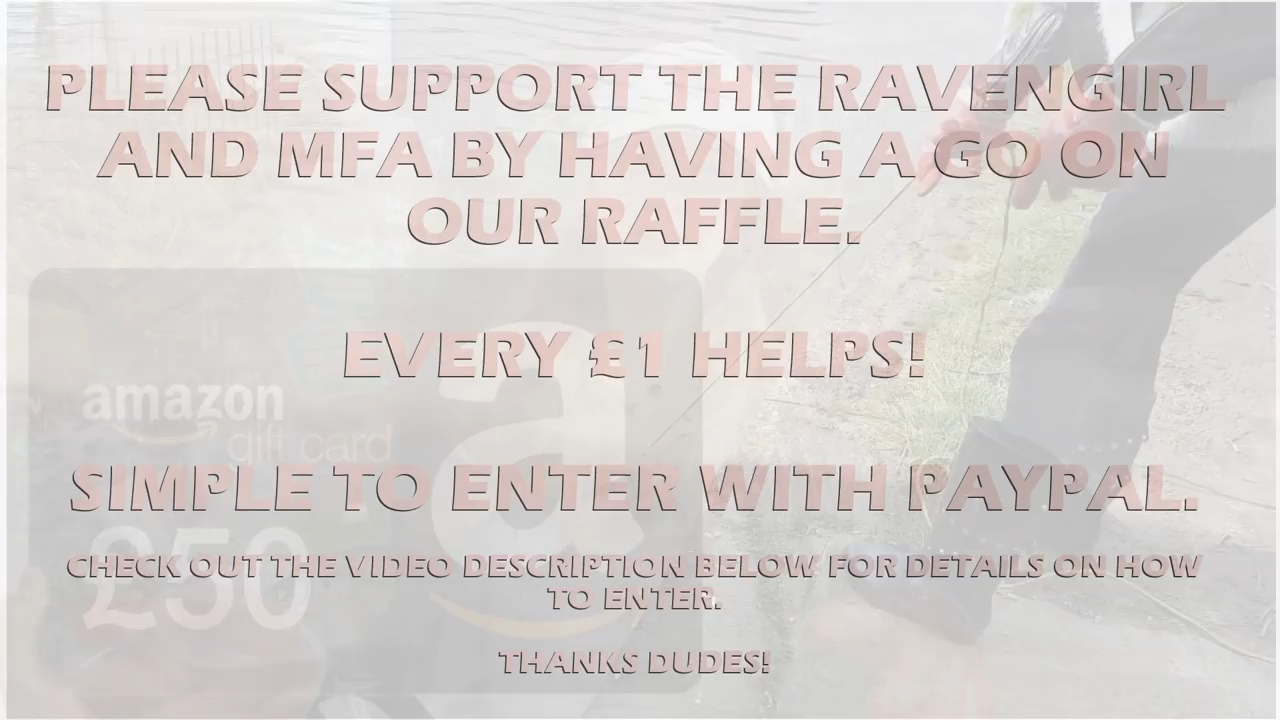 PLEASE SUPPORT THE RAVENGIRL
AND MFA BY HAVING A GO ON
OUR RAFFLE.
EVERY £1 HELPS!
amazon
gift card
SIMPLE TO ENTER WITH PAYPAL.
£50
a
CHECK OUT THE VIDEO DESCRIPTION BELOW FOR DETAILS ON HOW
TO ENTER.
THANKS DUDES!